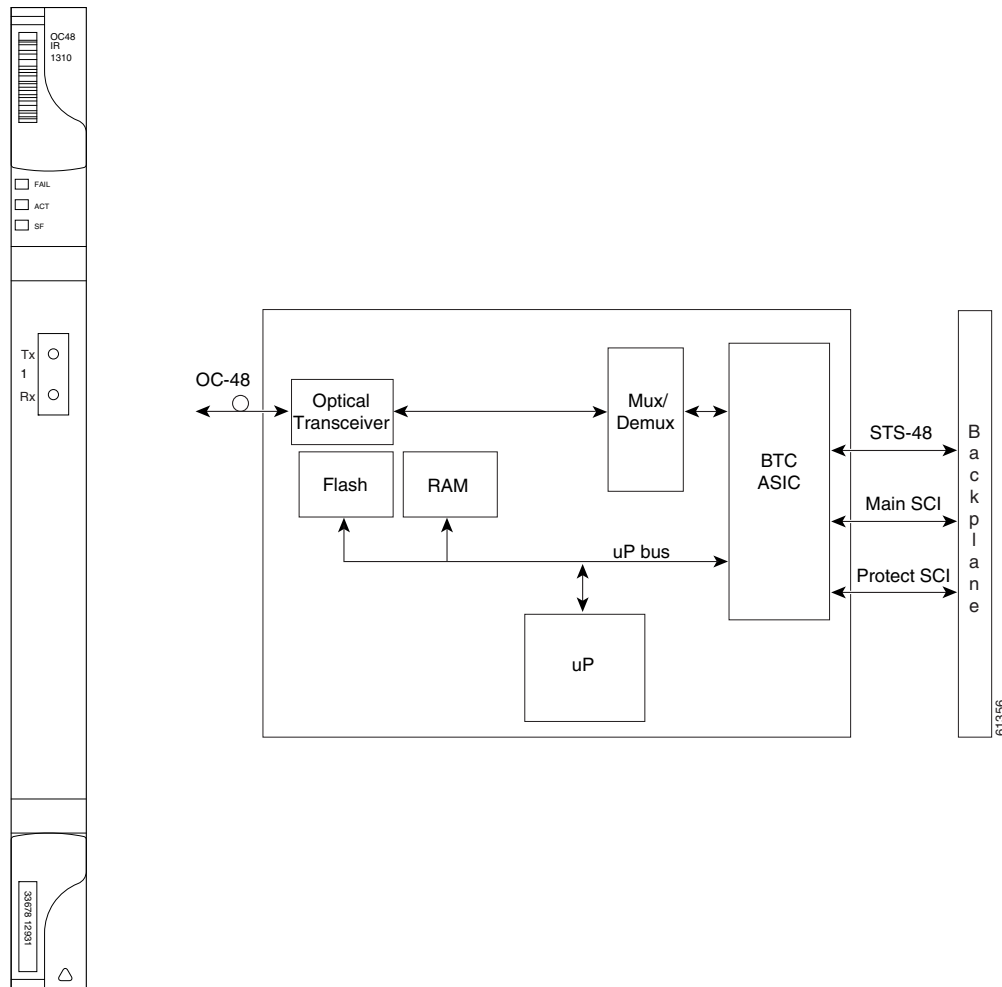 OC48
IR
1310
FAIL
ACT
SF
Tx
1
Rx
33678 12931
OC-48
Optical
Transceiver
Mux/
Demux
Flash
RAM
BTC
ASIC
uP bus
uP
STS-48
Main SCI
Protect SCI
Backplane
61356